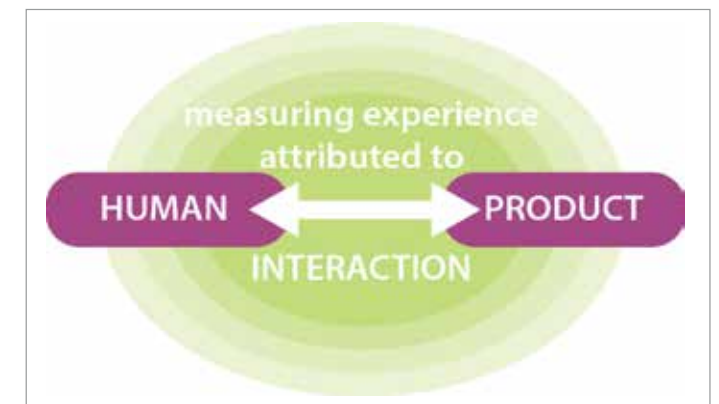 measuring experience
attributed to
HUMAN PRODUCT
INTERACTION